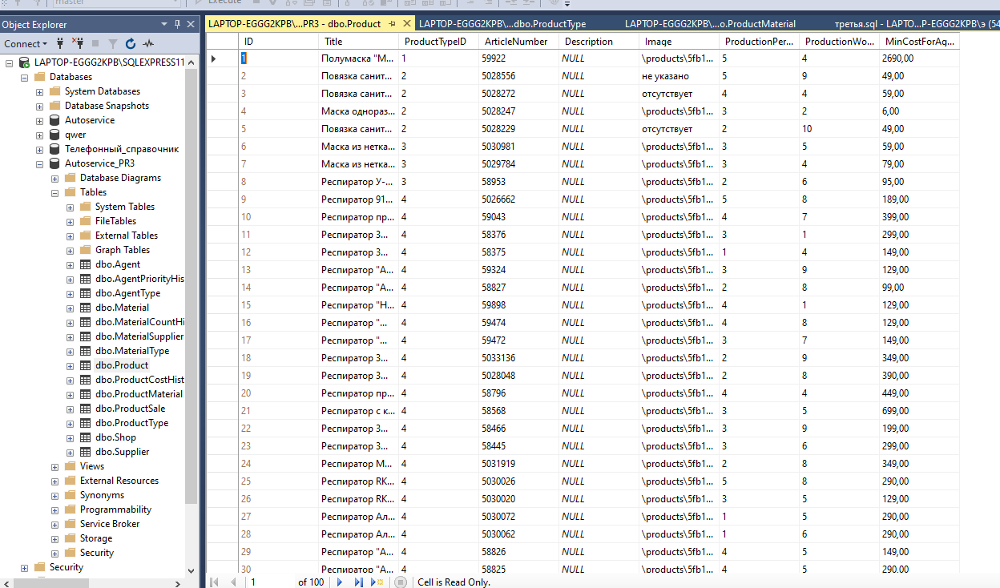 master
Execute
Object Explorer
Connect
LAPTOP-EGGG2KPB\SQLEXPRESS11
Databases
System Databases
Database Snapshots
Autoservice
qwer
Телефонный_справочник
Autoservice_PR3
Database Diagrams
Tables
System Tables
FileTables
External Tables
Graph Tables
dbo.Agent
dbo.AgentPriorityHis
dbo.AgentType
dbo.Material
dbo.MaterialCountHi
dbo.MaterialSupplier
dbo.MaterialType
dbo.Product
dbo.ProductCostHist
dbo.ProductMaterial
dbo.ProductSale
dbo.ProductType
dbo.Shop
dbo.Supplier
Views
External Resources
Synonyms
Programmability
Service Broker
Storage
Security
Security
LAPTOP-EGGG2KPB\...PR3 - dbo.Product LAPTOP-EGGG2KPB\...dbo.ProductType LAPTOP-EGGG2KPB\...o.ProductMaterial третья.sql - LAPTO...P-EGGG2KPB\э (54
ID Title ProductTypeID ArticleNumber Description Image ProductionPer... ProductionWo... MinCostForAg...
1 Полумаска "М... 1 59922 NULL \products\5fb1... 5 4 2690,00
2 Повязка санит... 2 5028556 NULL не указано 5 9 49,00
3 Повязка санит... 2 5028272 NULL отсутствует 4 4 59,00
4 Маска однораз... 2 5028247 NULL \products\5fb1... 3 2 6,00
5 Повязка санит... 2 5028229 NULL отсутствует 2 10 49,00
6 Маска из нетка... 3 5030981 NULL \products\5fb1... 3 5 59,00
7 Маска из нетка... 3 5029784 NULL \products\5fb1... 3 4 79,00
8 Респиратор У-... 3 58953 NULL \products\5fb1... 2 6 95,00
9 Респиратор 91... 4 5026662 NULL \products\5fb1... 5 8 189,00
10 Респиратор пр... 4 59043 NULL \products\5fb1... 4 7 399,00
11 Респиратор 3... 4 58376 NULL \products\5fb1... 3 1 299,00
12 Респиратор 3... 4 58375 NULL \products\5fb1... 1 4 149,00
13 Респиратор "А... 4 59324 NULL \products\5fb1... 3 9 129,00
14 Респиратор "А... 4 58827 NULL \products\5fb1... 2 8 99,00
15 Респиратор "Н... 4 59898 NULL \products\5fb1... 4 1 129,00
16 Респиратор "... 4 59474 NULL \products\5fb1... 4 8 129,00
17 Респиратор "... 4 59472 NULL \products\5fb1... 3 7 149,00
18 Респиратор 3... 4 5033136 NULL \products\5fb1... 2 9 349,00
19 Респиратор 3... 4 5028048 NULL \products\5fb1... 2 8 390,00
20 Респиратор пр... 4 58796 NULL \products\5fb1... 4 4 449,00
21 Респиратор с к... 4 58568 NULL \products\5fb1... 3 5 699,00
22 Респиратор 3... 4 58466 NULL \products\5fb1... 3 9 199,00
23 Респиратор 3... 4 58445 NULL \products\5fb1... 3 6 299,00
24 Респиратор М... 4 5031919 NULL \products\5fb1... 2 8 349,00
25 Респиратор RK... 4 5030026 NULL \products\5fb1... 5 8 290,00
26 Респиратор RK... 4 5030020 NULL \products\5fb1... 3 5 129,00
27 Респиратор Ал... 4 5030072 NULL \products\5fb1... 1 5 290,00
28 Респиратор Ал... 4 5030062 NULL \products\5fb1... 1 6 290,00
29 Респиратор "А... 4 58826 NULL \products\5fb1... 4 5 149,00
30 Респиратор "А... 4 58825 NULL \products\5fb1... 2 5 290.00
1 of 100 Cell is Read Only.